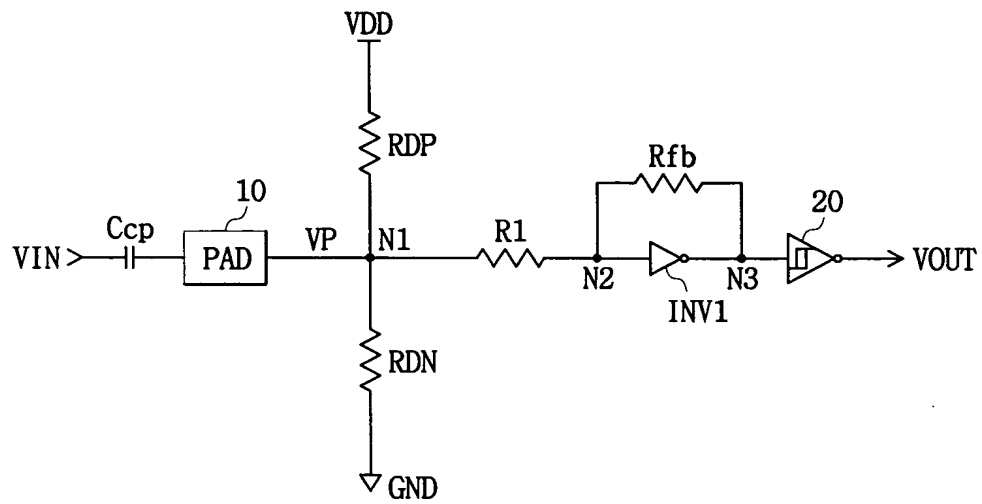 VDD
RDP
Rfb
10
20
Ccp
VP
N1
R1
VIN
PAD
N2
N3
VOUT
INV1
RDN
GND